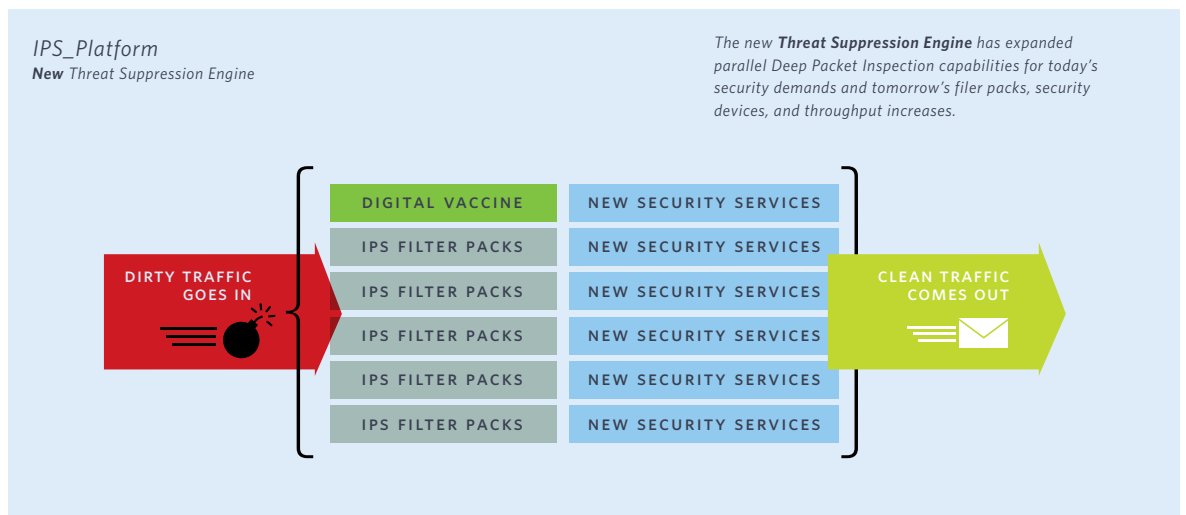 IPS_Platform
New Threat Suppression Engine
The new Threat Suppression Engine has expanded
parallel Deep Packet Inspection capabilities for today’s
security demands and tomorrow’s filer packs, security
devices, and throughput increases.
DIRTY TRAFFIC
GOES IN
DIGITAL VACCINE
IPS FILTER PACKS
IPS FILTER PACKS
IPS FILTER PACKS
IPS FILTER PACKS
IPS FILTER PACKS
NEW SECURITY SERVICES
NEW SECURITY SERVICES
NEW SECURITY SERVICES
NEW SECURITY SERVICES
NEW SECURITY SERVICES
NEW SECURITY SERVICES
CLEAN TRAFFIC
COMES OUT